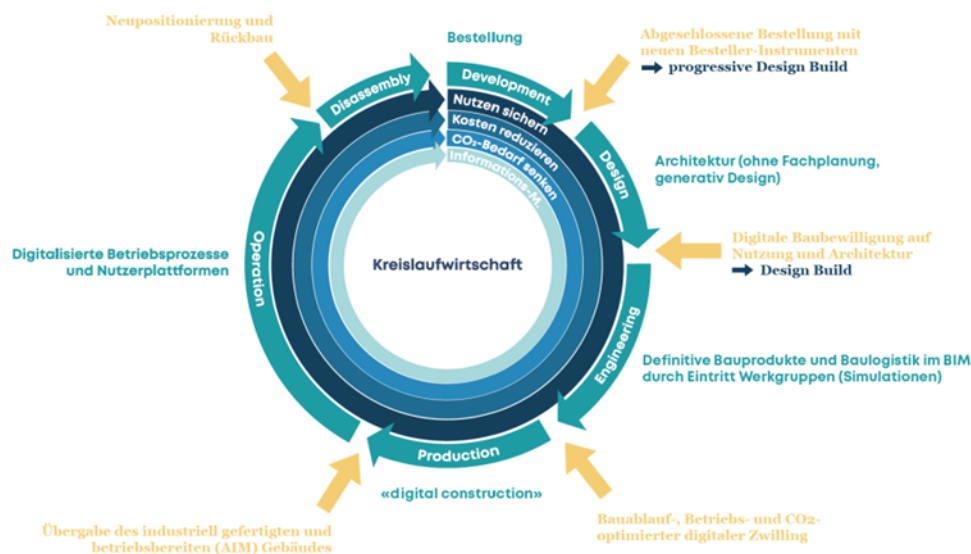 Neupositionierung und
Rückbau
Bestellung
Abgeschlossene Bestellung mit
neuen Besteller-Instrumenten
→ progressive Design Build
Disassembly
Development
Nutzen sichern
Kosten reduzieren
CO₂-Bedarf senken
Informations-M.
Design
Architektur (ohne Fachplanung,
generativ Design)
Digitalisierte Betriebsprozesse
und Nutzerplattformen
Operation
Kreislaufwirtschaft
Digitale Baubewilligung auf
Nutzung und Architektur
→ Design Build
Engineering
Definitive Bauprodukte und Baulogistik im BIM
durch Eintritt Werkgruppen (Simulationen)
Production
«digital construction»
Übergabe des industriell gefertigten und
betriebsbereiten (AIM) Gebäudes
Bauablauf-, Betriebs- und CO2-
optimierter digitaler Zwilling